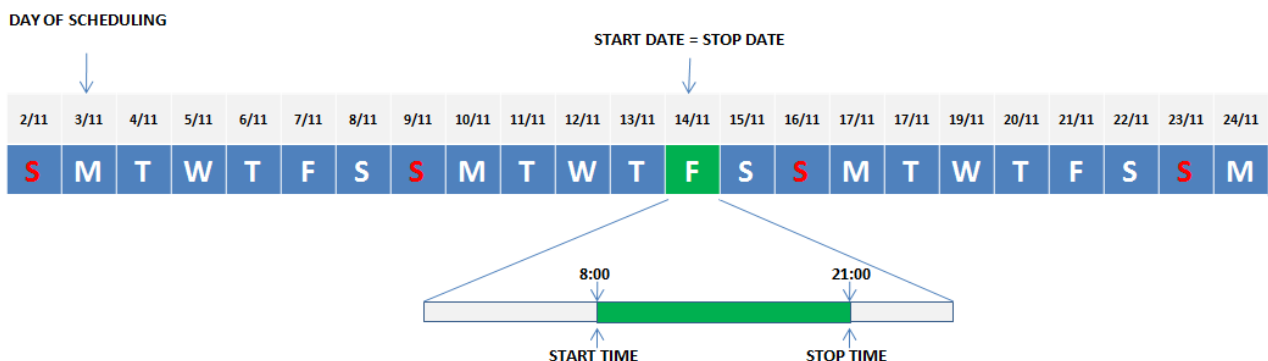 DAY OF SCHEDULING
START DATE = STOP DATE
2/11 3/11 4/11 5/11 6/11 7/11 8/11 9/11 10/11 11/11 12/11 13/11 14/11 15/11 16/11 17/11 17/11 19/11 20/11 21/11 22/11 23/11 24/11
S M T W T F S S M T W T F S S M T W T F S S M
8:00 21:00
START TIME STOP TIME